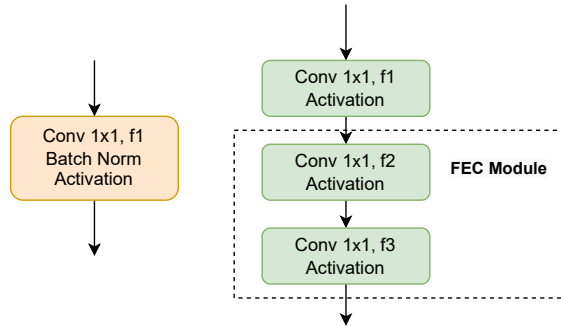 Conv 1x1, f1
Batch Norm
Activation
Conv 1x1, f1
Activation
Conv 1x1, f2
Activation
FEC Module
Conv 1x1, f3
Activation